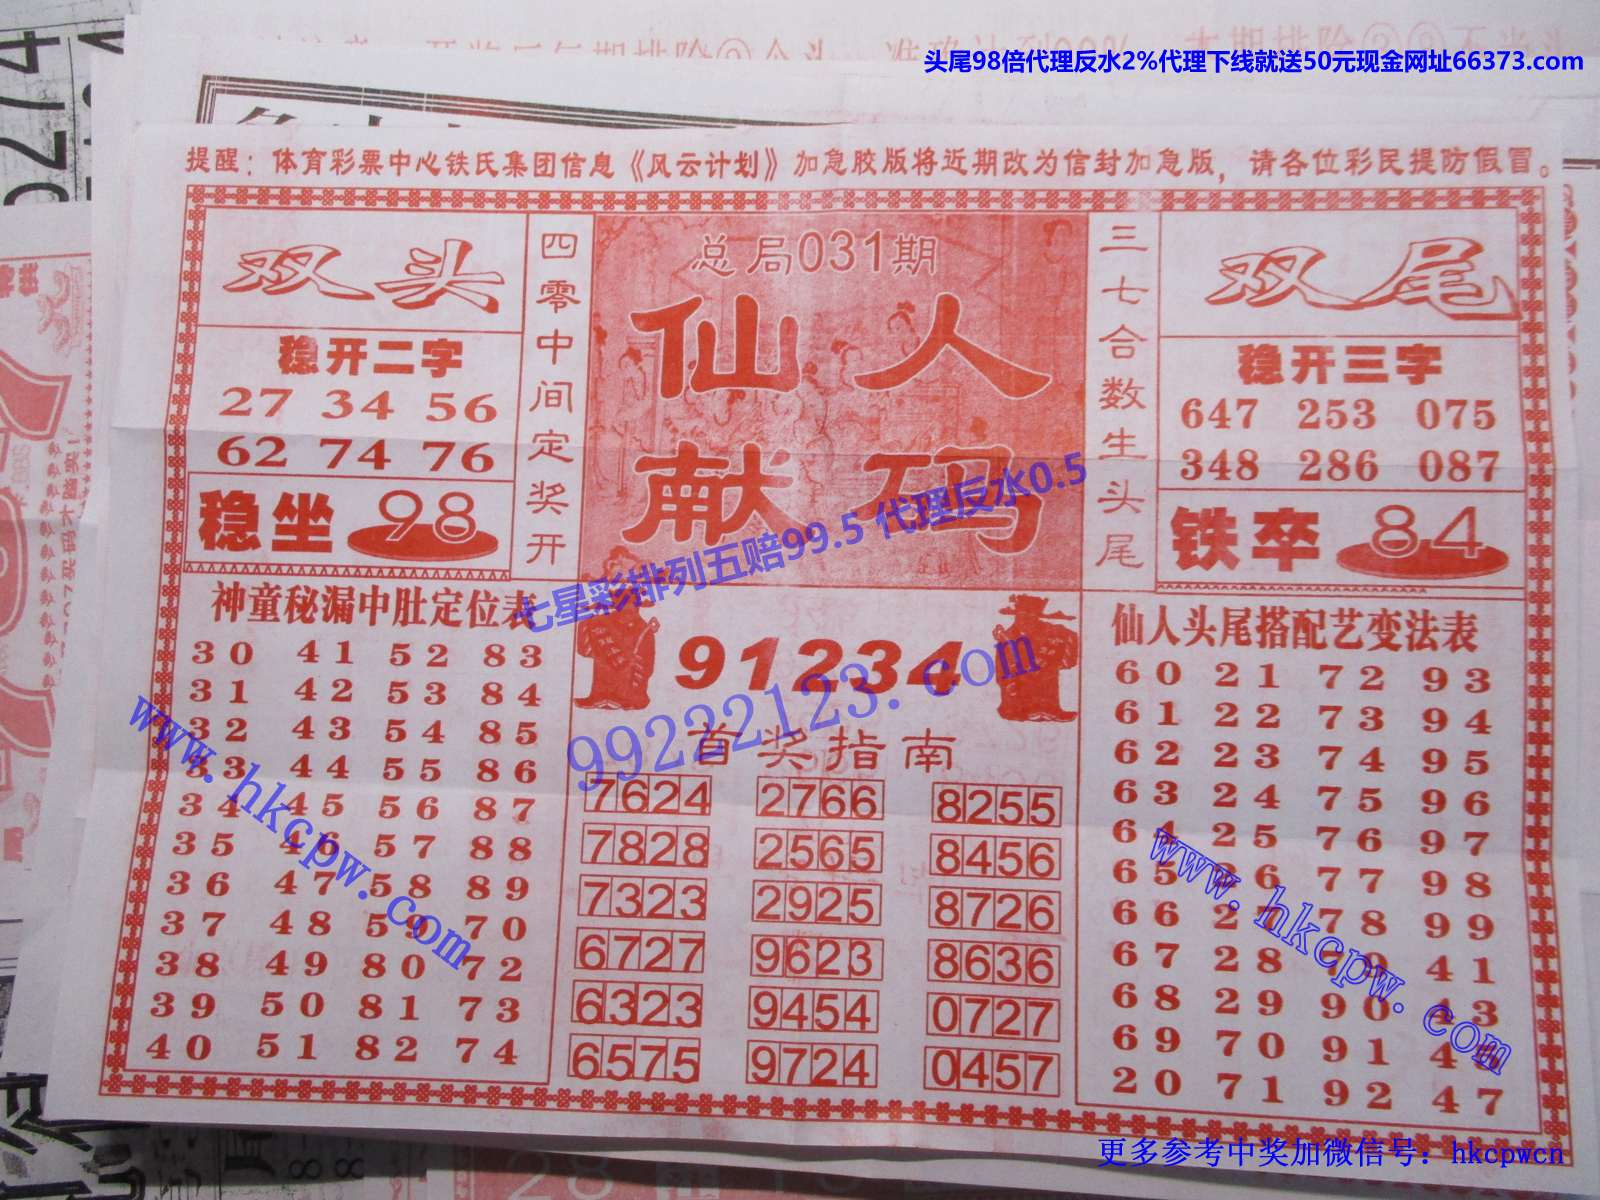 头尾98倍代理反水2%代理下线就送50元现金网址66373.com
提醒：体育彩票中心铁氏集团信息《风云计划》加急胶版将近期改为信封加急版，请各位彩民提防假冒。
双头
稳开二字
27 34 56
62 74 76
稳坐 98
四零中间定奖开
总局031期
仙人
献码
三七合数生头尾
双尾
稳开三字
647 253 075
348 286 087
铁卒 84
七星彩排列五赔99.5 代理反水0.5
神童秘漏中肚定位表
30 41 52 83
31 42 53 84
32 43 54 85
33 44 55 86
34 45 56 87
35 46 57 88
36 47 58 89
37 48 59 70
38 49 80 72
39 50 81 73
40 51 82 74
www.hkcpw.com
91234
99222123.com
首奖指南
7624 2766 8255
7828 2565 8456
7323 2925 8726
6727 9623 8636
6323 9454 0727
6575 9724 0457
仙人头尾搭配艺变法表
60 21 72 93
61 22 73 94
62 23 74 95
63 24 75 96
64 25 76 97
65 26 77 98
66 27 78 99
67 28 79 41
68 29 90 43
69 70 91 45
20 71 92 47
www.hkcpw.com
更多参考中奖加微信号：hkcpwcn